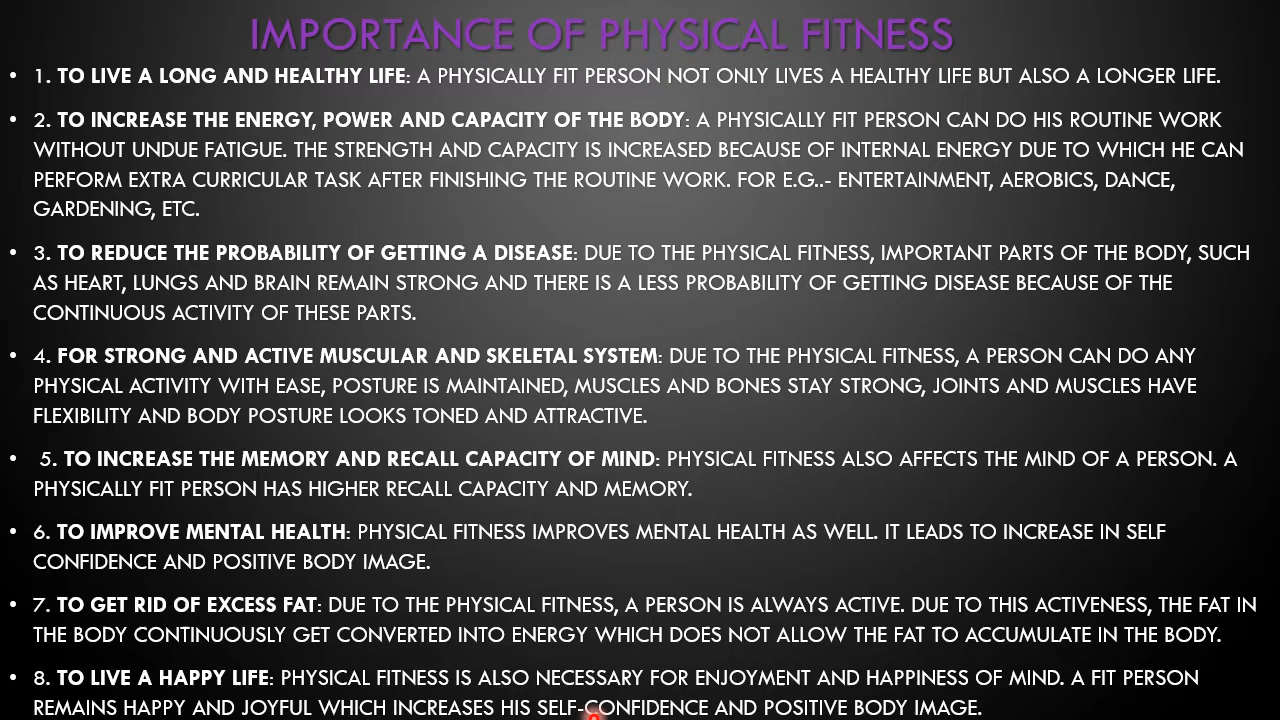 IMPORTANCE OF PHYSICAL FITNESS
• 1. TO LIVE A LONG AND HEALTHY LIFE: A PHYSICALLY FIT PERSON NOT ONLY LIVES A HEALTHY LIFE BUT ALSO A LONGER LIFE.
• 2. TO INCREASE THE ENERGY, POWER AND CAPACITY OF THE BODY: A PHYSICALLY FIT PERSON CAN DO HIS ROUTINE WORK
WITHOUT UNDUE FATIGUE. THE STRENGTH AND CAPACITY IS INCREASED BECAUSE OF INTERNAL ENERGY DUE TO WHICH HE CAN
PERFORM EXTRA CURRICULAR TASK AFTER FINISHING THE ROUTINE WORK. FOR E.G..- ENTERTAINMENT, AEROBICS, DANCE,
GARDENING, ETC.
• 3. TO REDUCE THE PROBABILITY OF GETTING A DISEASE: DUE TO THE PHYSICAL FITNESS, IMPORTANT PARTS OF THE BODY, SUCH
AS HEART, LUNGS AND BRAIN REMAIN STRONG AND THERE IS A LESS PROBABILITY OF GETTING DISEASE BECAUSE OF THE
CONTINUOUS ACTIVITY OF THESE PARTS.
• 4. FOR STRONG AND ACTIVE MUSCULAR AND SKELETAL SYSTEM: DUE TO THE PHYSICAL FITNESS, A PERSON CAN DO ANY
PHYSICAL ACTIVITY WITH EASE, POSTURE IS MAINTAINED, MUSCLES AND BONES STAY STRONG, JOINTS AND MUSCLES HAVE
FLEXIBILITY AND BODY POSTURE LOOKS TONED AND ATTRACTIVE.
• 5. TO INCREASE THE MEMORY AND RECALL CAPACITY OF MIND: PHYSICAL FITNESS ALSO AFFECTS THE MIND OF A PERSON. A
PHYSICALLY FIT PERSON HAS HIGHER RECALL CAPACITY AND MEMORY.
• 6. TO IMPROVE MENTAL HEALTH: PHYSICAL FITNESS IMPROVES MENTAL HEALTH AS WELL. IT LEADS TO INCREASE IN SELF
CONFIDENCE AND POSITIVE BODY IMAGE.
• 7. TO GET RID OF EXCESS FAT: DUE TO THE PHYSICAL FITNESS, A PERSON IS ALWAYS ACTIVE. DUE TO THIS ACTIVENESS, THE FAT IN
THE BODY CONTINUOUSLY GET CONVERTED INTO ENERGY WHICH DOES NOT ALLOW THE FAT TO ACCUMULATE IN THE BODY.
• 8. TO LIVE A HAPPY LIFE: PHYSICAL FITNESS IS ALSO NECESSARY FOR ENJOYMENT AND HAPPINESS OF MIND. A FIT PERSON
REMAINS HAPPY AND JOYFUL WHICH INCREASES HIS SELF-CONFIDENCE AND POSITIVE BODY IMAGE.